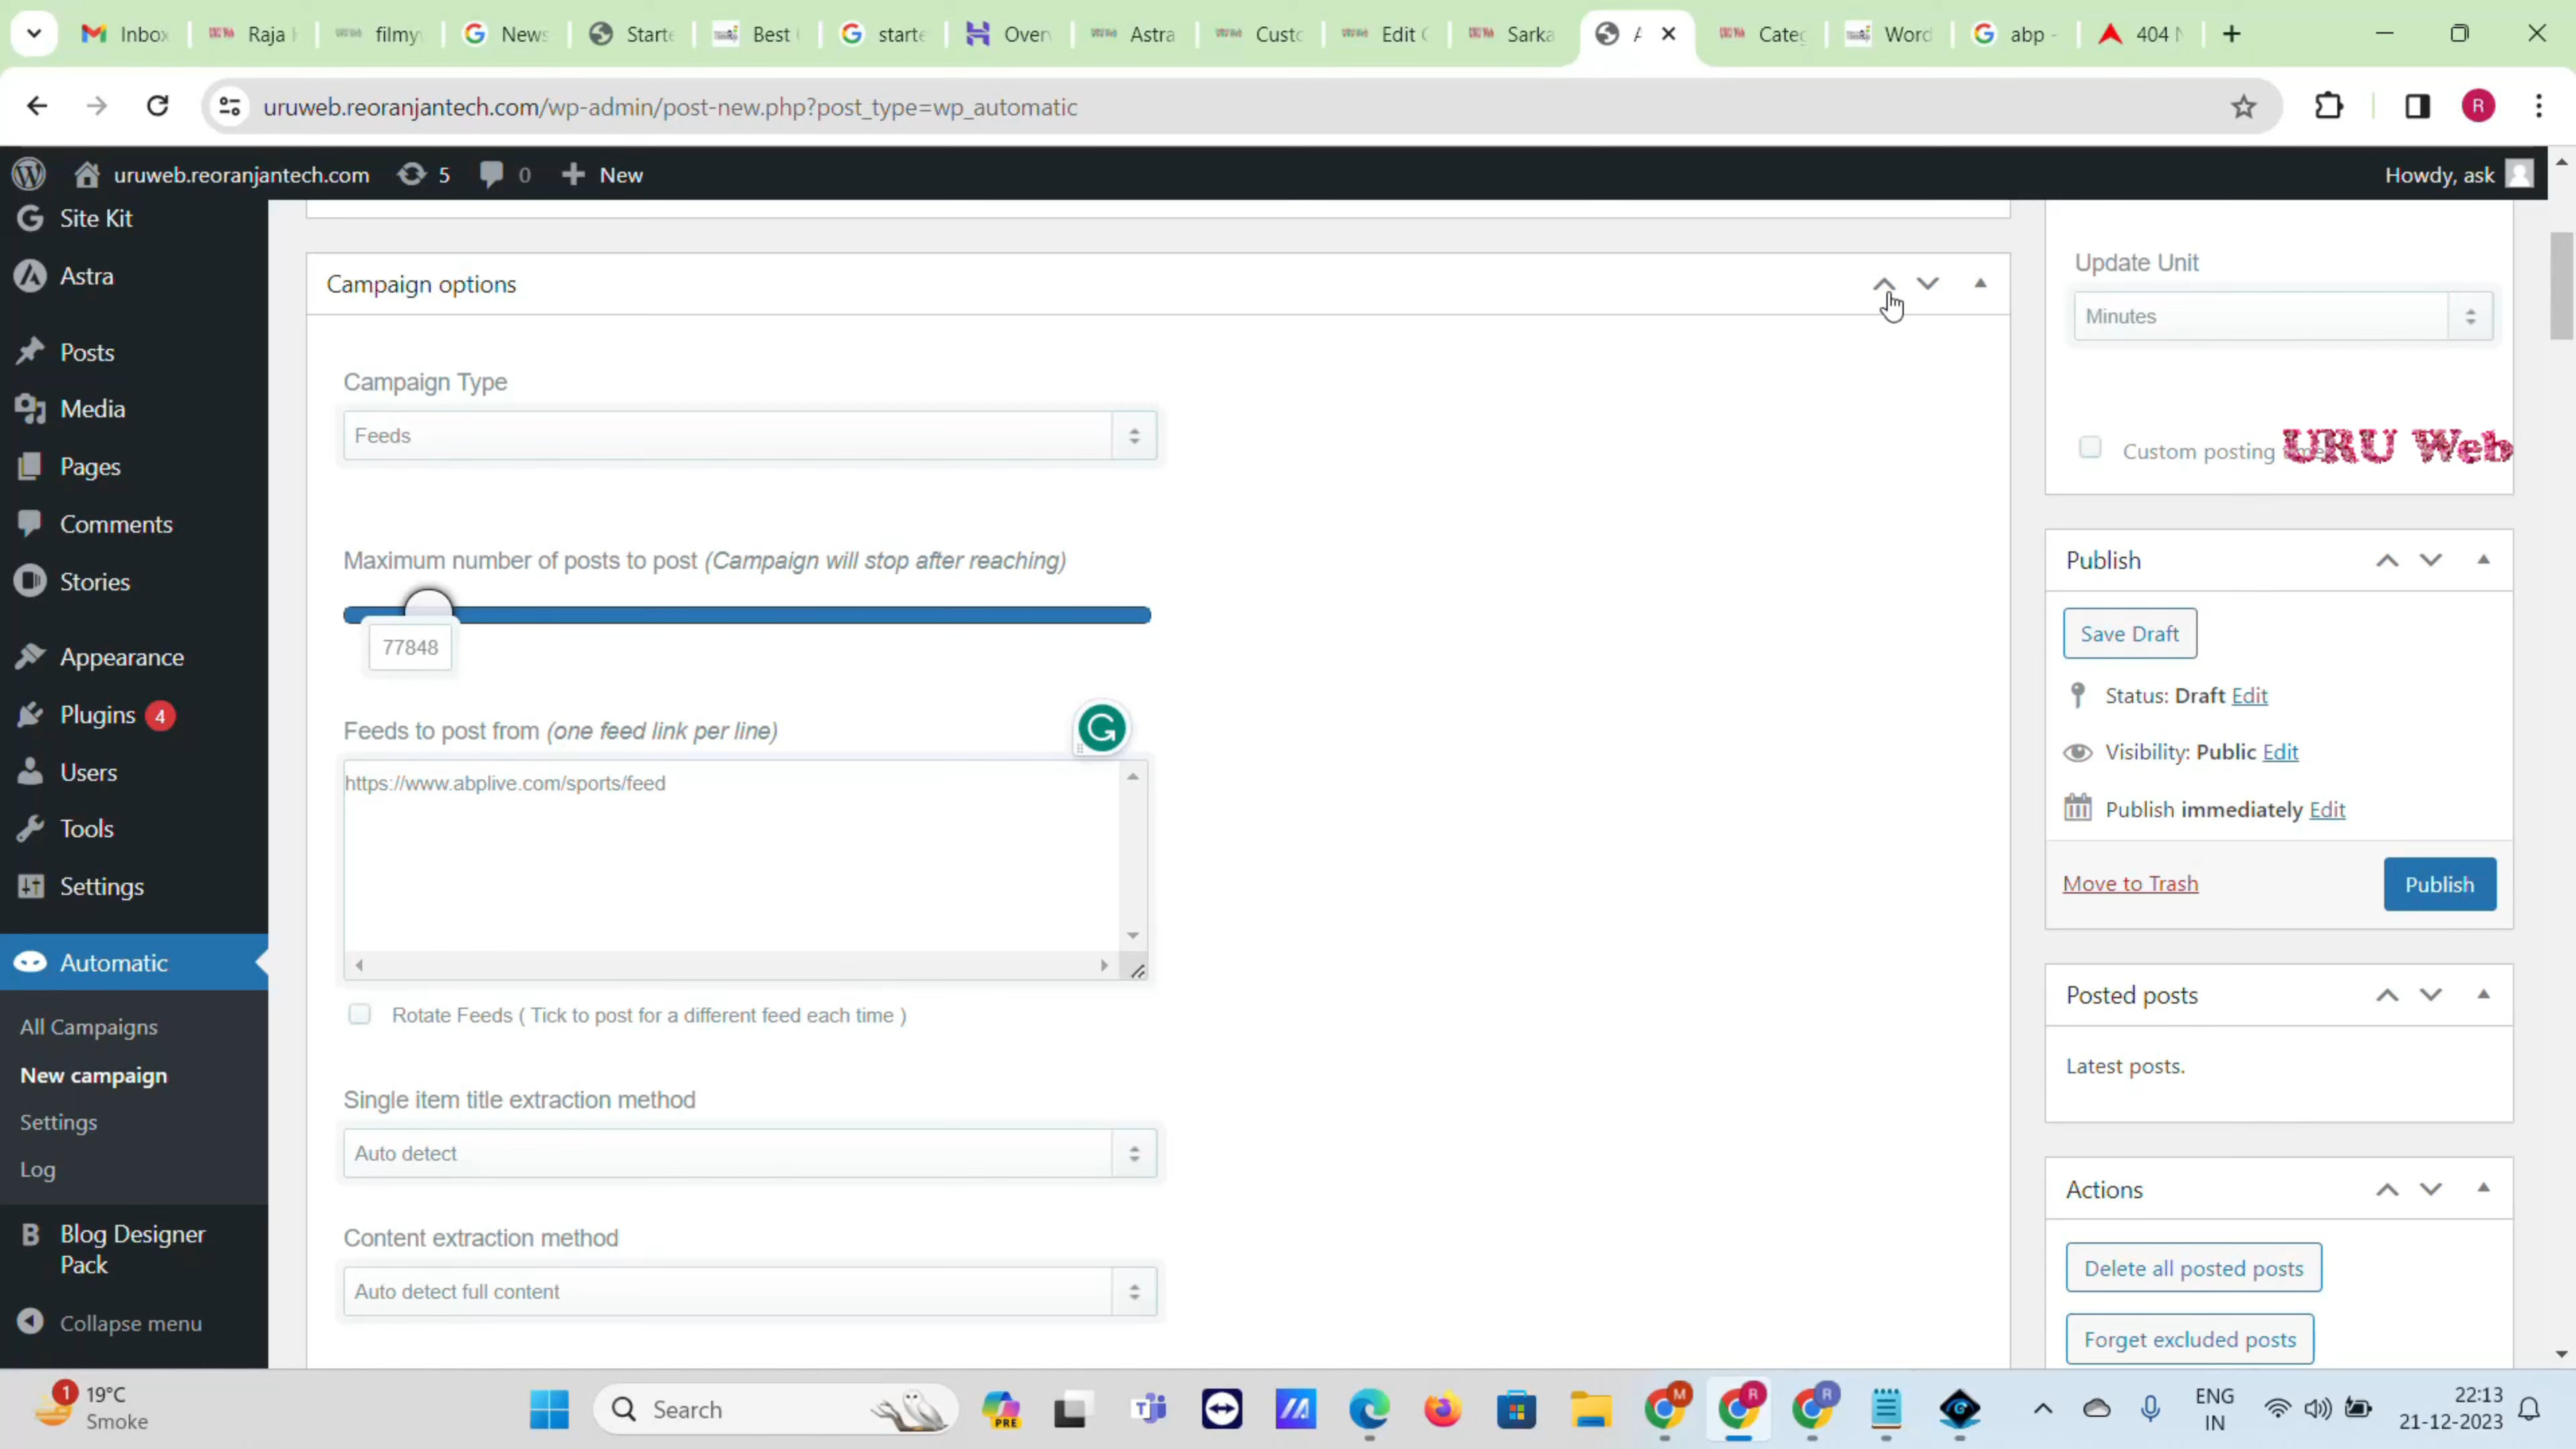 Inbox
Raja
filmy
News
Starte
Best
starte
Over
Astra
Custo
Edit
Sarka
Categ
Word
abp -
404
uruweb.reoranjantech.com/wp-admin/post-new.php?post_type=wp_automatic
R
uruweb.reoranjantech.com
5
0
New
Howdy, ask
Site Kit
Astra
Posts
Media
Pages
Comments
Stories
Appearance
Plugins 4
Users
Tools
Settings
Automatic
All Campaigns
New campaign
Settings
Log
Blog Designer
Pack
Collapse menu
Campaign options
Campaign Type
Feeds
Maximum number of posts to post (Campaign will stop after reaching)
77848
Feeds to post from (one feed link per line)
https://www.abplive.com/sports/feed
Rotate Feeds ( Tick to post for a different feed each time )
Single item title extraction method
Auto detect
Content extraction method
Auto detect full content
Update Unit
Minutes
Custom posting
URU Web
Publish
Save Draft
Status: Draft Edit
Visibility: Public Edit
Publish immediately Edit
Move to Trash
Publish
Posted posts
Latest posts.
Actions
Delete all posted posts
Forget excluded posts
1
19°C
Smoke
Search
PRE
M
R
R
ENG
IN
22:13
21-12-2023